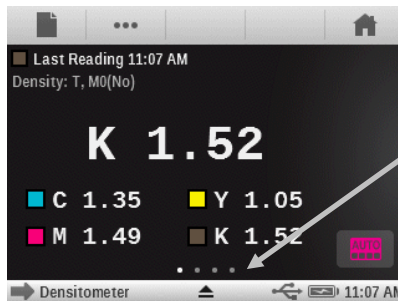 Last Reading 11:07 AM
Density: T, M0(No)
K 1.52
C 1.35 Y 1.05
M 1.49 K 1.52
AUTO
Densitometer 11:07 AM